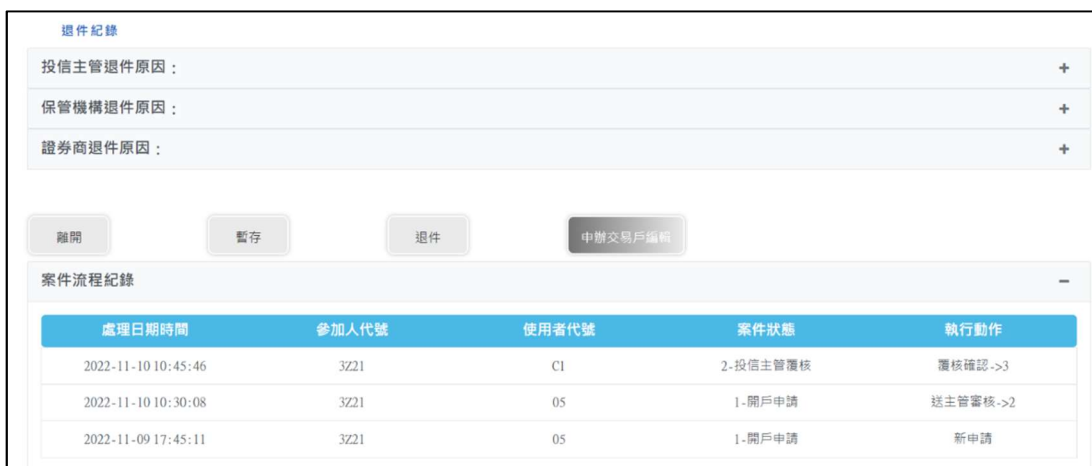 退件紀錄
投信主管退件原因：
保管機構退件原因：
證券商退件原因：
離開 暫存 退件 申辦交易戶編輯
案件流程紀錄
處理日期時間 參加人代號 使用者代號 案件狀態 執行動作
2022-11-10 10:45:46 3Z21 C1 2-投信主管覆核 覆核確認->3
2022-11-10 10:30:08 3Z21 05 1-開戶申請 送主管審核->2
2022-11-09 17:45:11 3Z21 05 1-開戶申請 新申請